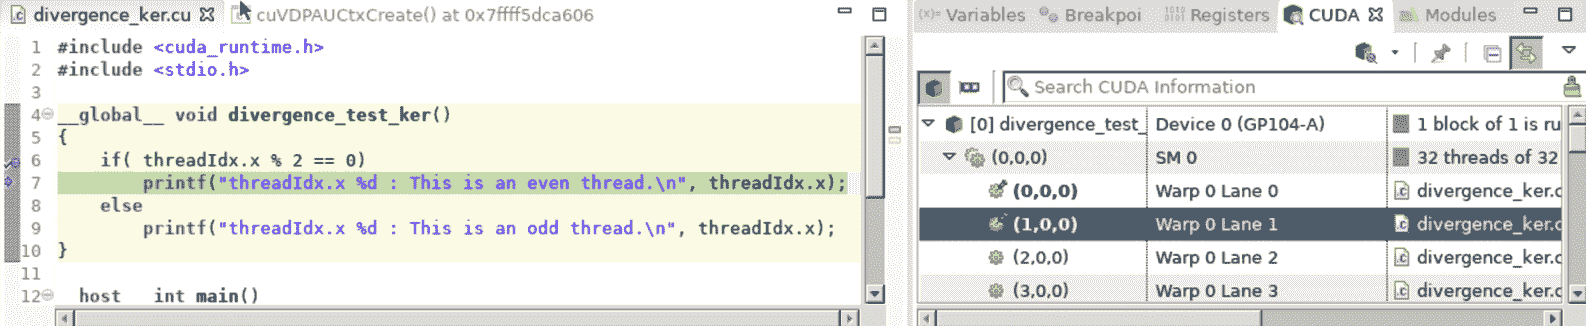 divergence_ker.cu cuVDPAUCtxCreate() at 0x7ffff5dca606
1 #include <cuda_runtime.h>
2 #include <stdio.h>
3
4 __global__ void divergence_test_ker()
5 {
6 if( threadIdx.x % 2 == 0)
7 printf("threadIdx.x %d : This is an even thread.\n", threadIdx.x);
8 else
9 printf("threadIdx.x %d : This is an odd thread.\n", threadIdx.x);
10 }
11
12 host int main()
(x)= Variables Breakpoi Registers CUDA Modules
Search CUDA Information
[0] divergence_test_ Device 0 (GP104-A) 1 block of 1 is ru
(0,0,0) SM 0 32 threads of 32
(0,0,0) Warp 0 Lane 0 divergence_ker.c
(1,0,0) Warp 0 Lane 1 divergence_ker.c
(2,0,0) Warp 0 Lane 2 divergence_ker.c
(3,0,0) Warp 0 Lane 3 divergence_ker.c